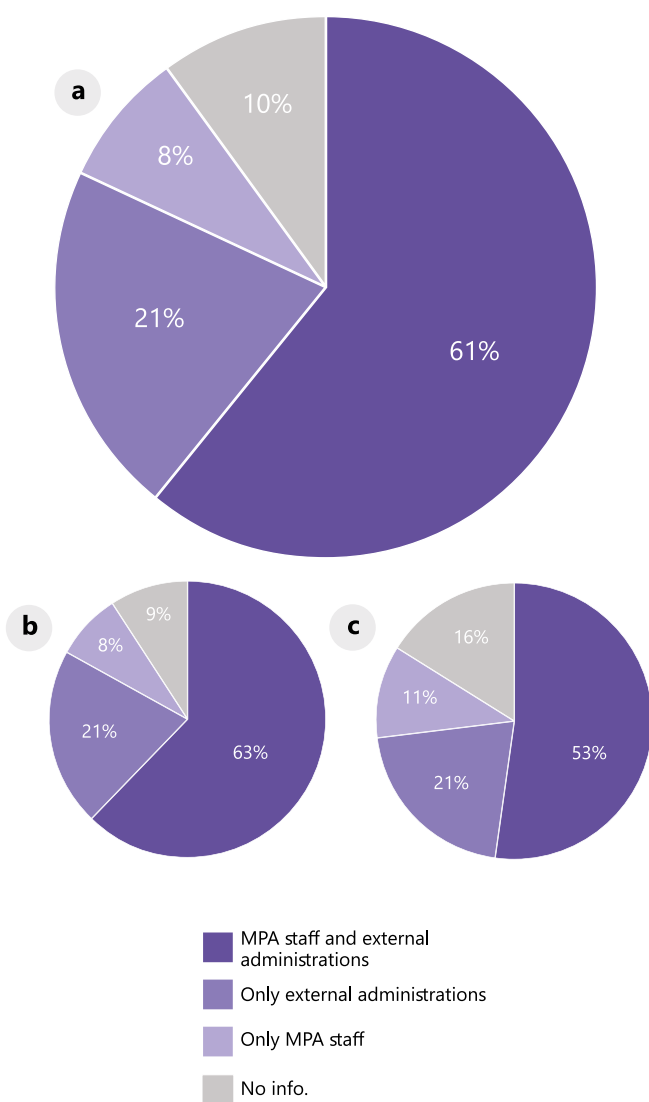 a
10%
8%
21%
61%
b
9%
8%
21%
63%
c
16%
11%
21%
53%
MPA staff and external
administrations
Only external administrations
Only MPA staff
No info.